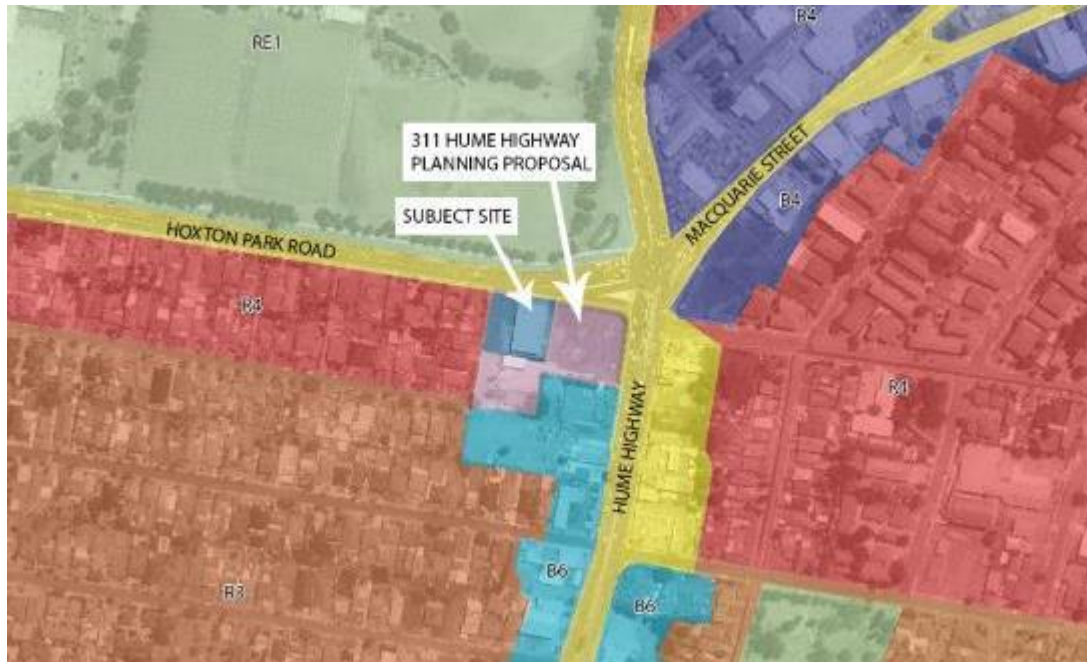 RE1
B4
311 HUME HIGHWAY
PLANNING PROPOSAL
SUBJECT SITE
MACQUARIE STREET
B4
HOXTON PARK ROAD
R4
R4
HUME HIGHWAY
R3
B6
B6